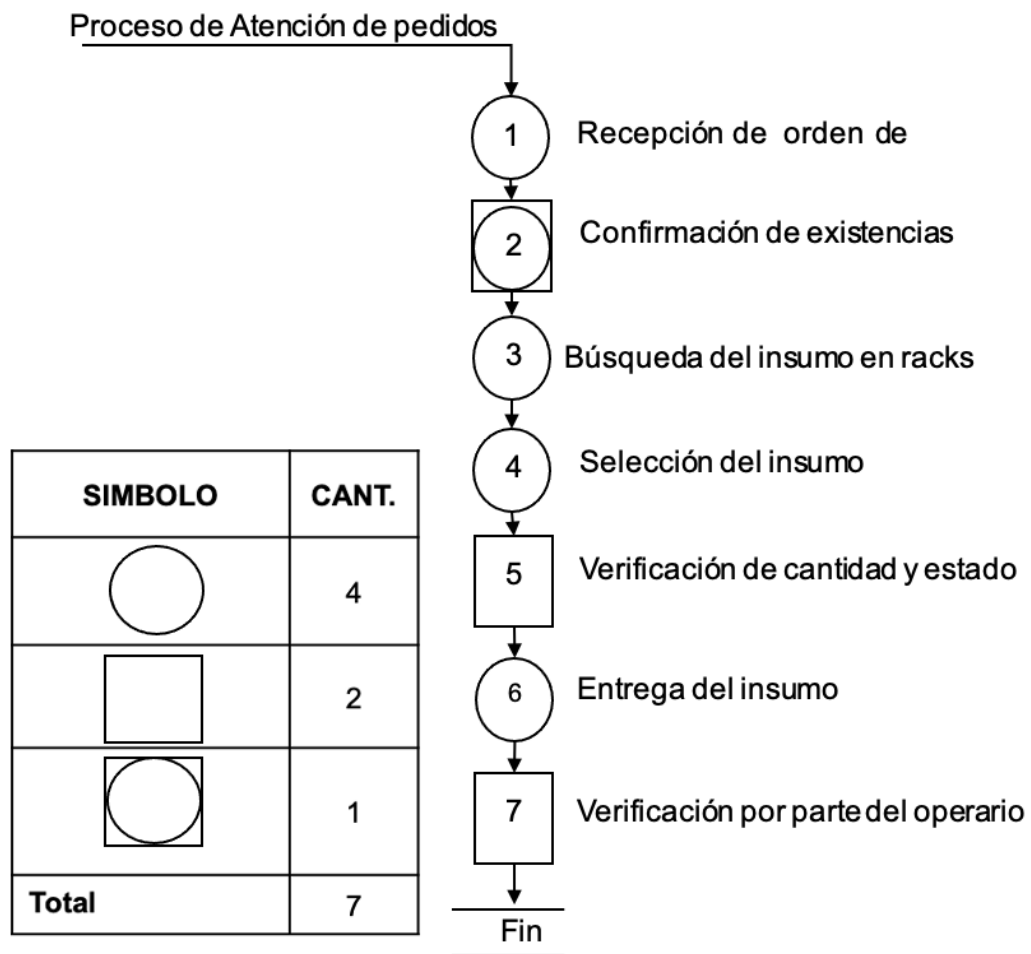 Proceso de Atención de pedidos
1 Recepción de orden de
2 Confirmación de existencias
3 Búsqueda del insumo en racks
4 Selección del insumo
5 Verificación de cantidad y estado
6 Entrega del insumo
7 Verificación por parte del operario
Fin
SIMBOLO CANT.
4
2
1
Total 7